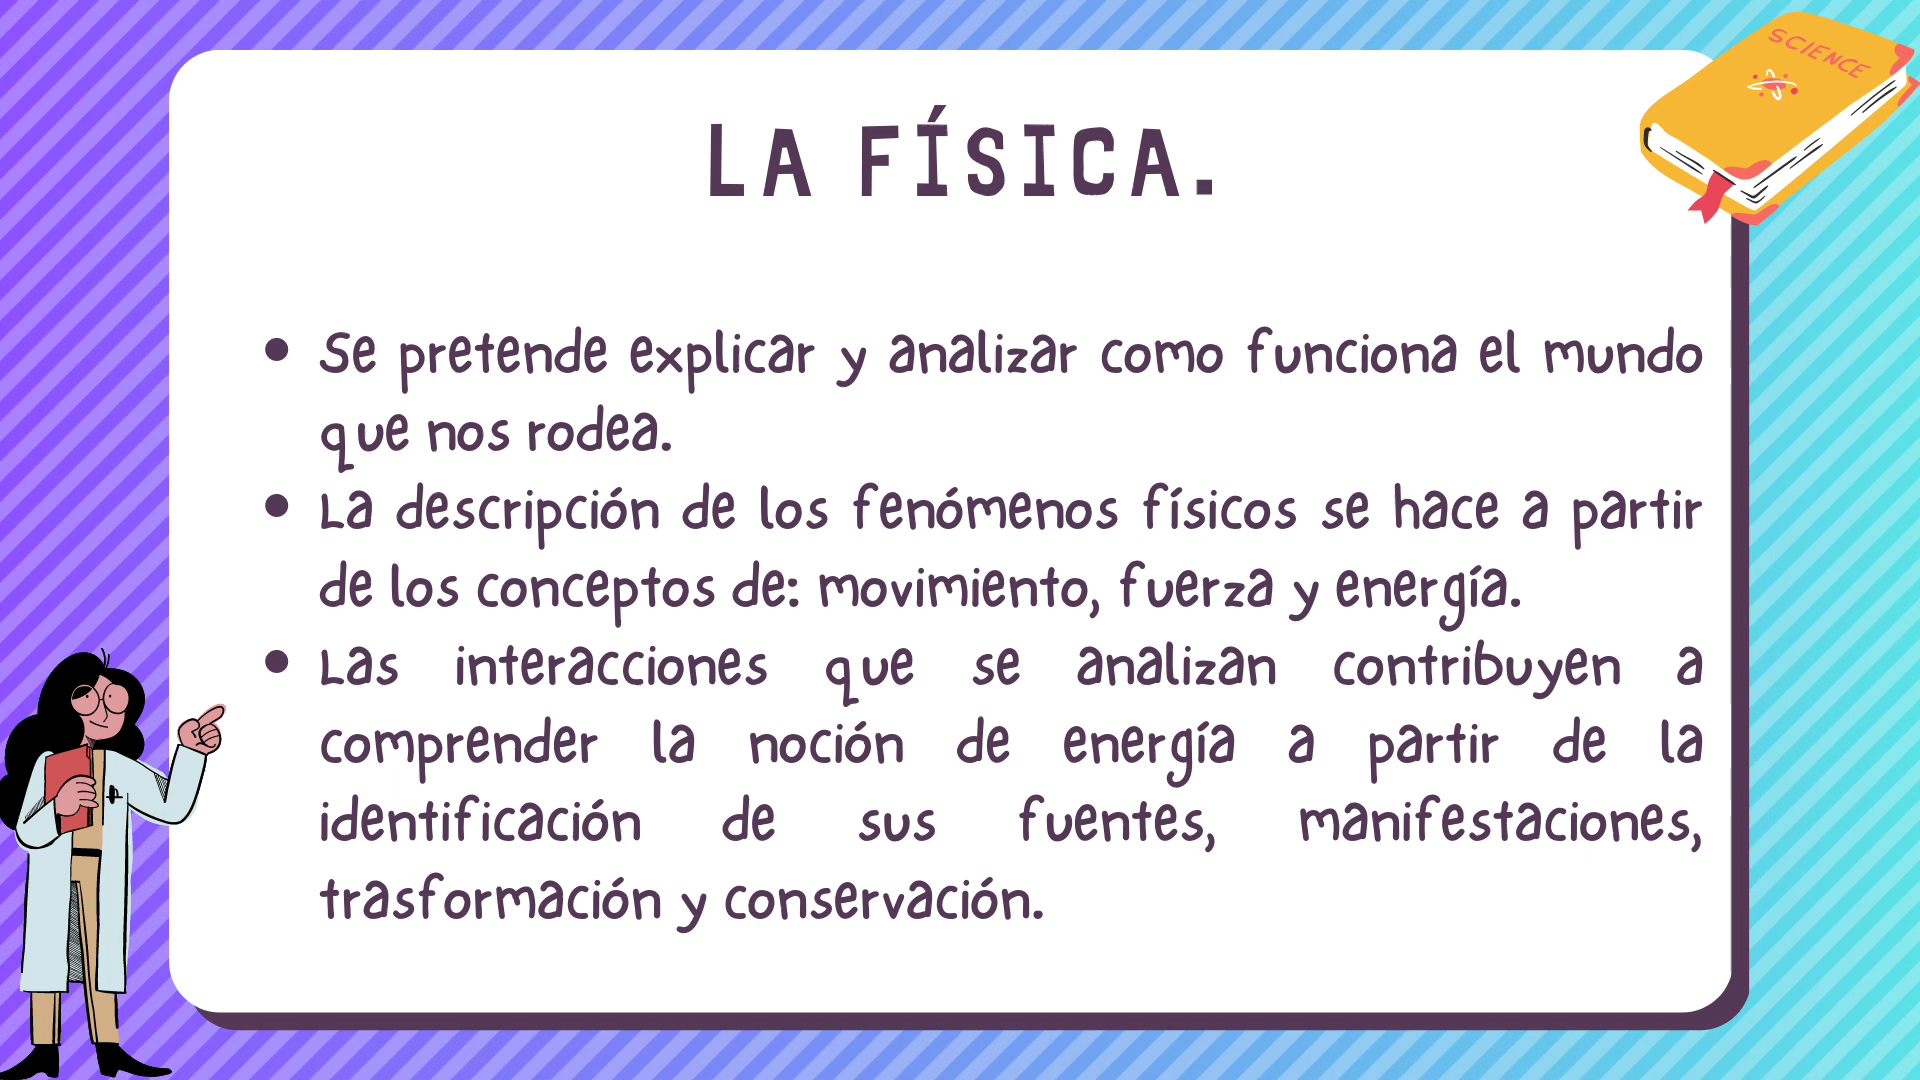 SCIENCE
LA FÍSICA.
• Se pretende explicar y analizar como funciona el mundo
que nos rodea.
• La descripción de los fenómenos físicos se hace a partir
de los conceptos de: movimiento, fuerza y energía.
• Las interacciones que se analizan contribuyen a
comprender la noción de energía a partir de la
identificación de sus fuentes, manifestaciones,
trasformación y conservación.